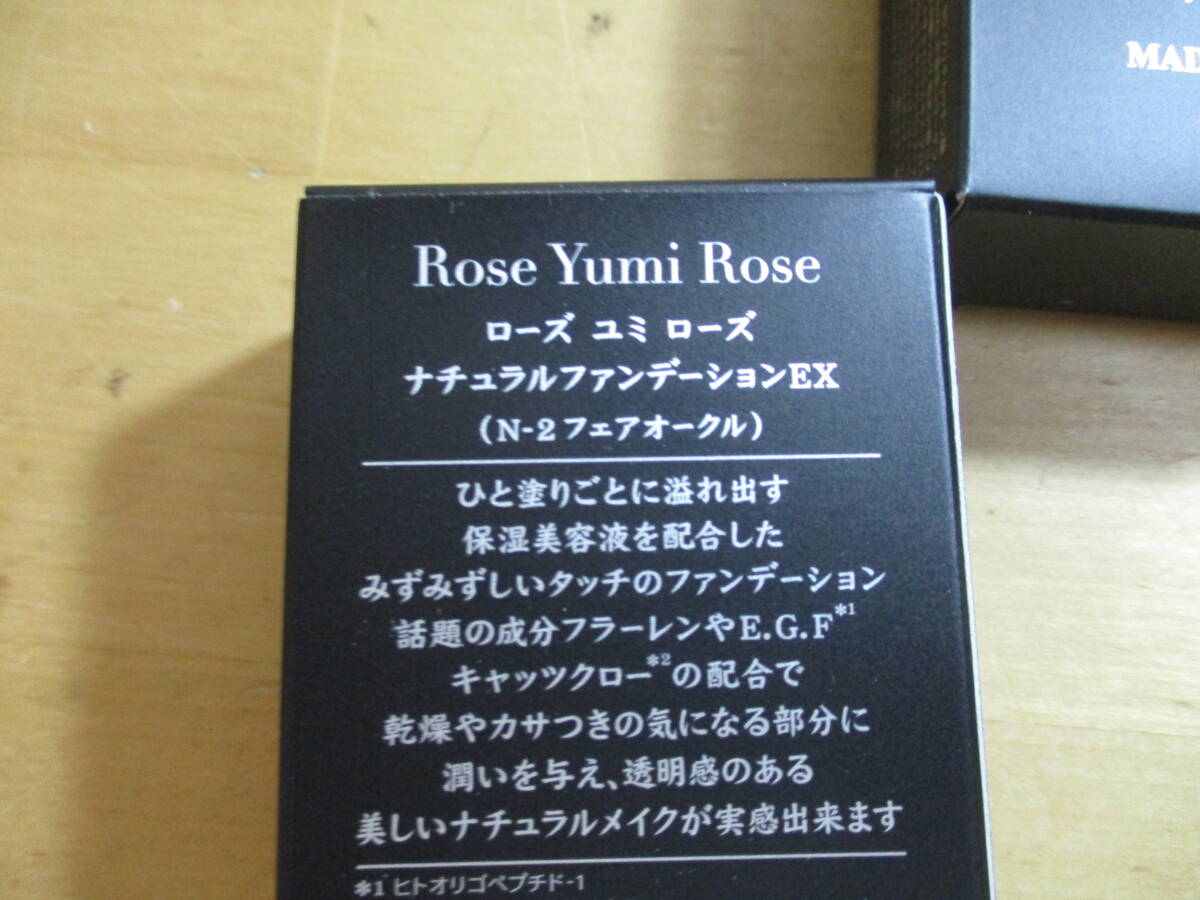 MAD
Rose Yumi Rose
ローズ ユミ ローズ
ナチュラルファンデーションEX
(N-2フェアオークル)
ひと塗りごとに溢れ出す
保湿美容液を配合した
みずみずしいタッチのファンデーション
話題の成分フラーレンやE.G.F*1
キャッツクロー*2の配合で
乾燥やカサつきの気になる部分に
潤いを与え、透明感のある
美しいナチュラルメイクが実感出来ます
*1 ヒトオリゴペプチド-1